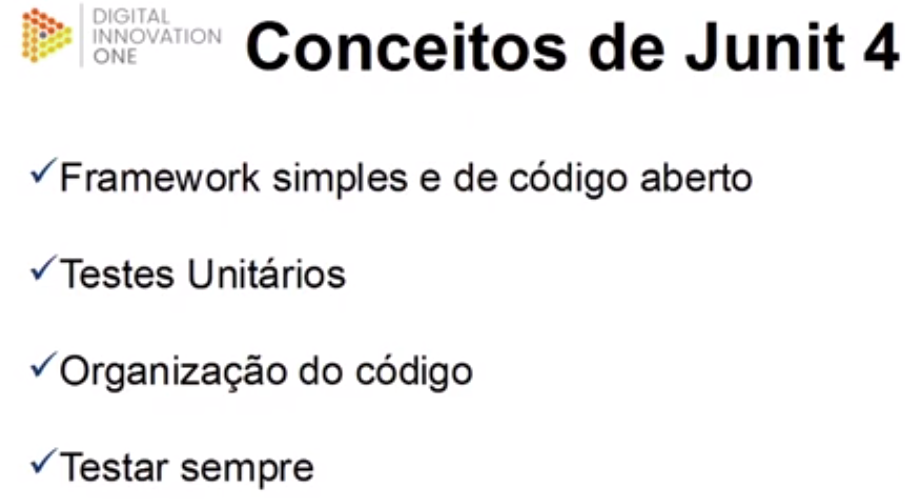 DIGITAL
INNOVATION
ONE
Conceitos de Junit 4
✓Framework simples e de código aberto
✓Testes Unitários
✓Organização do código
✓Testar sempre